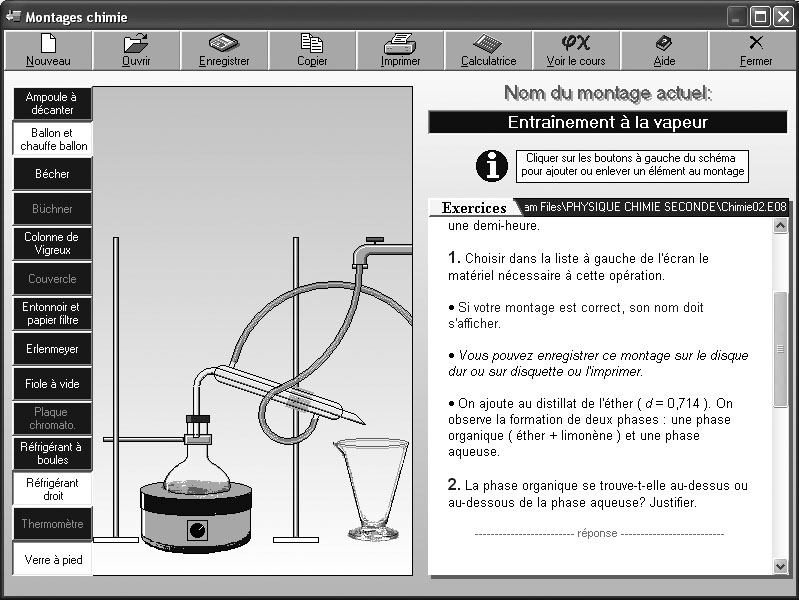 Montages chimie
Nouveau
Ouvrir
Enregistrer
Copier
Imprimer
Calculatrice
φχ
Voir le cours
Aide
Fermer
Ampoule à
décanter
Ballon et
chauffe ballon
Bécher
Büchner
Colonne de
Vigreux
Couvercle
Entonnoir et
papier filtre
Erlenmeyer
Fiole à vide
Plaque
chromato.
Réfrigérant à
boules
Réfrigérant
droit
Thermomètre
Verre à pied
Nom du montage actuel:
Entraînement à la vapeur
Cliquer sur les boutons à gauche du schéma
pour ajouter ou enlever un élément au montage
Exercices
am Files\PHYSIQUE CHIMIE SECONDE\Chimie02.E08
une demi-heure.
1. Choisir dans la liste à gauche de l'écran le
matériel nécessaire à cette opération.
• Si votre montage est correct, son nom doit
s'afficher.
• Vous pouvez enregistrer ce montage sur le disque
dur ou sur disquette ou l'imprimer.
• On ajoute au distillat de l'éther ( d = 0,714 ). On
observe la formation de deux phases : une phase
organique ( éther + limonène ) et une phase
aqueuse.
2. La phase organique se trouve-t-elle au-dessus ou
au-dessous de la phase aqueuse? Justifier.
------------------------- réponse --------------------------